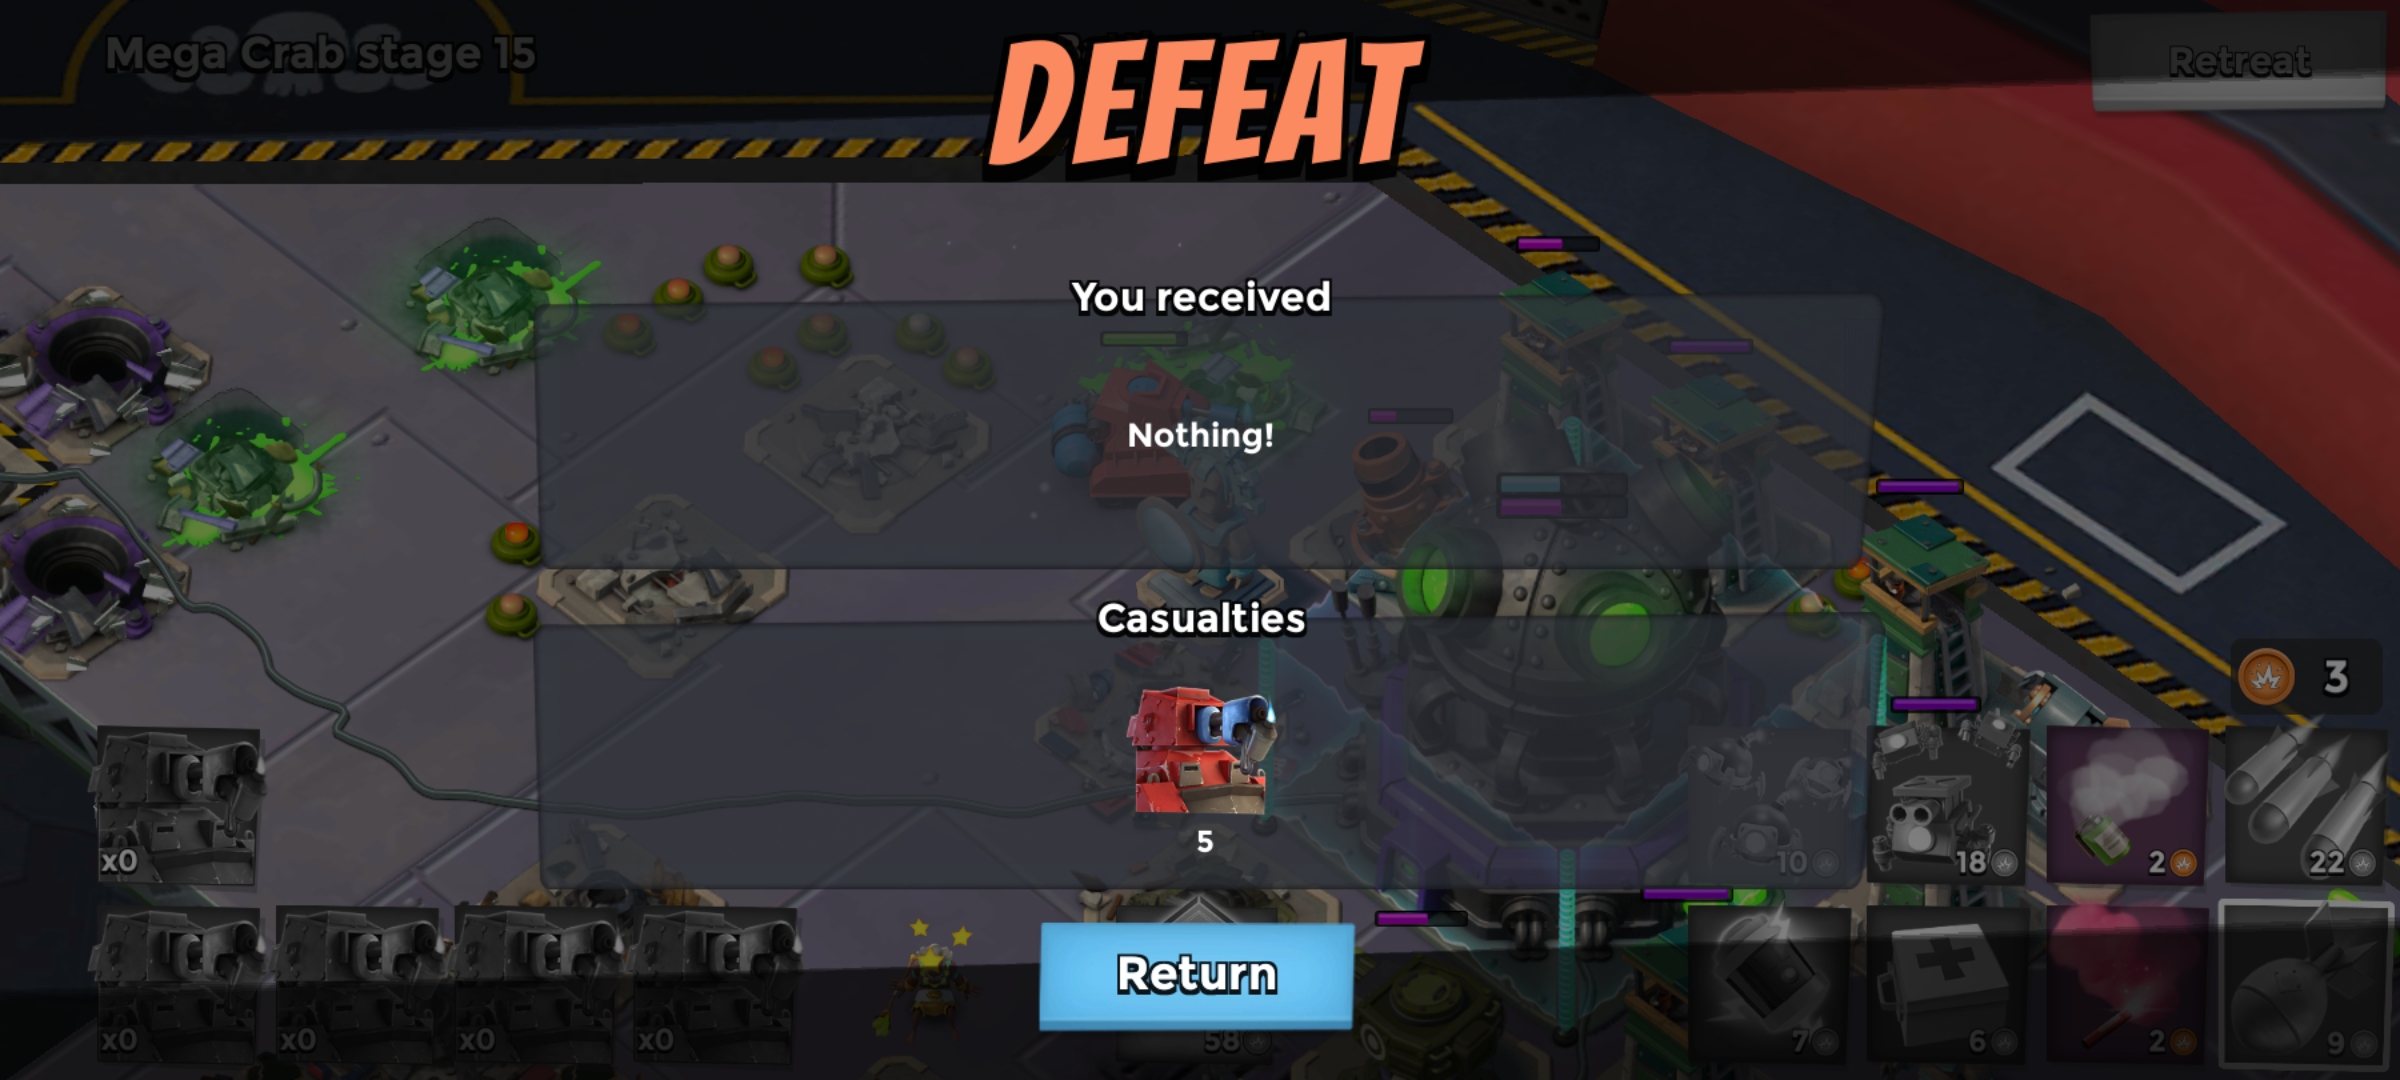 Mega Crab stage 15
DEFEAT
Retreat
You received
Nothing!
Casualties
5
3
x0
10
18
2
22
Return
x0
x0
x0
x0
58
7
6
2
9